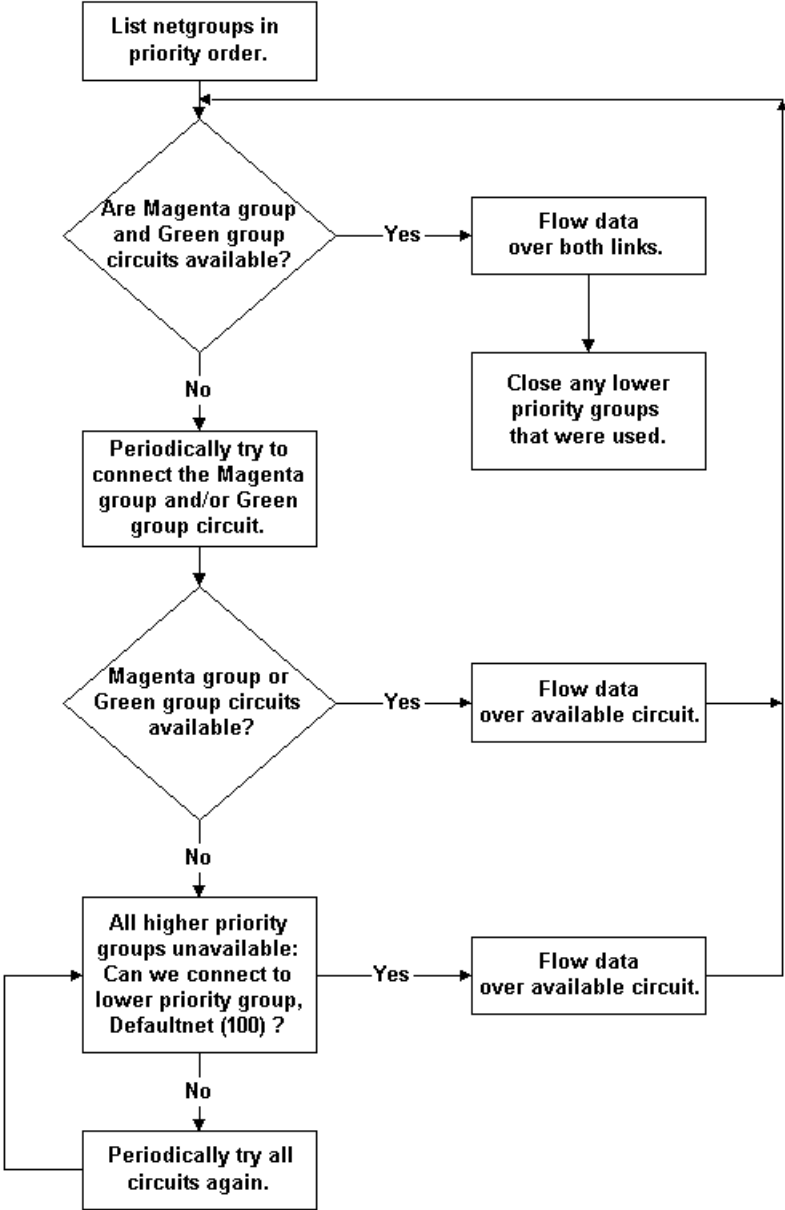 List netgroups in
priority order.
Are Magenta group
and Green group
circuits available?
Yes
Flow data
over both links.
No
Close any lower
priority groups
that were used.
Periodically try to
connect the Magenta
group and/or Green
group circuit.
Magenta group or
Green group circuits
available?
Yes
Flow data
over available circuit.
No
All higher priority
groups unavailable:
Can we connect to
lower priority group,
Defaultnet (100) ?
Yes
Flow data
over available circuit.
No
Periodically try all
circuits again.